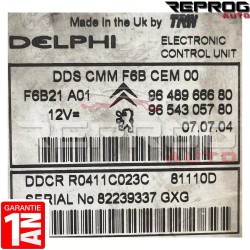 REPROG
AUTO
Made in the Uk by TRW
DELPHI
ELECTRONIC
CONTROL UNIT
DDS CMM F6B CEM 00
F6B21 A01
96 489 666 80
12V=
96 543 057 80
07.07.04
DDCR R0411C023C
81110D
SERIAL No 82239337 GXG
GARANTIE
1 AN